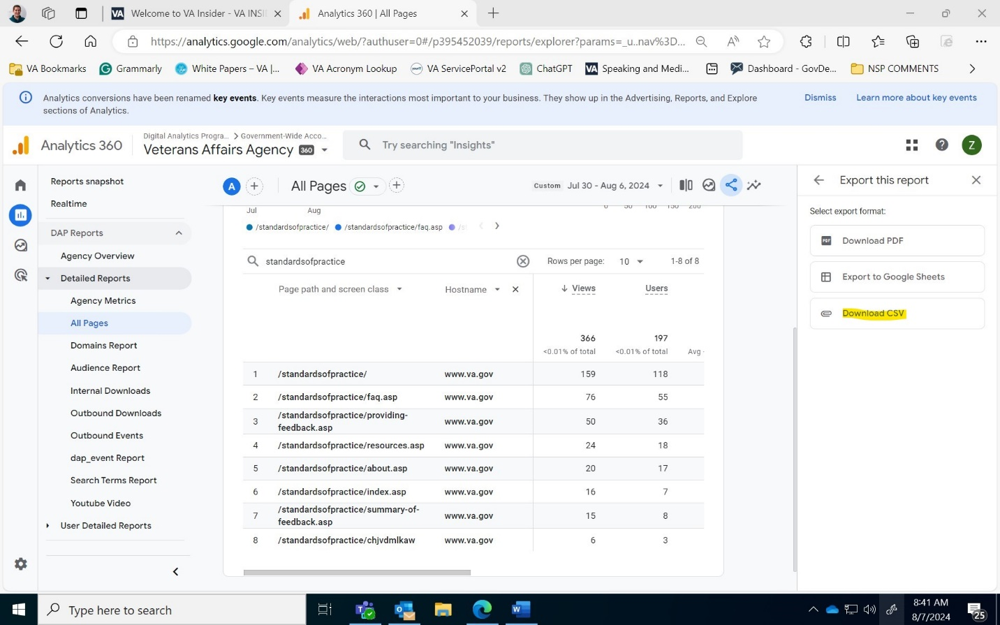 Welcome to VA Insider - VA INSI
Analytics 360 | All Pages
https://analytics.google.com/analytics/web/?authuser=0#/p395452039/reports/explorer?params=_u..nav%3D...
VA Bookmarks
Grammarly
White Papers – VA |...
VA Acronym Lookup
VA ServicePortal v2
ChatGPT
VA
Speaking and Medi...
Dashboard - GovDe...
NSP COMMENTS
Analytics conversions have been renamed key events. Key events measure the interactions most important to your business. They show up in the Advertising, Reports, and Explore
sections of Analytics.
Dismiss
Learn more about key events
Analytics 360
Digital Analytics Progra... > Government-Wide Acco...
Veterans Affairs Agency 360
Try searching "Insights"
Z
Reports snapshot
Realtime
DAP Reports
Agency Overview
Detailed Reports
Agency Metrics
All Pages
Domains Report
Audience Report
Internal Downloads
Outbound Downloads
Outbound Events
dap_event Report
Search Terms Report
Youtube Video
User Detailed Reports
A
All Pages
Custom Jul 30 - Aug 6, 2024
Jul Aug
0 50 100 150 200
/standardsofpractice/ /standardsofpractice/faq.asp
standardsofpractice
Rows per page: 10 1-8 of 8
Page path and screen class Hostname Views Users
366 197
<0.01% of total <0.01% of total Avg
1 /standardsofpractice/ www.va.gov 159 118
2 /standardsofpractice/faq.asp www.va.gov 76 55
3 /standardsofpractice/providing-
feedback.asp www.va.gov 50 36
4 /standardsofpractice/resources.asp www.va.gov 24 18
5 /standardsofpractice/about.asp www.va.gov 20 17
6 /standardsofpractice/index.asp www.va.gov 16 7
7 /standardsofpractice/summary-of-
feedback.asp www.va.gov 15 8
8 /standardsofpractice/chjvdmlkaw www.va.gov 6 3
Export this report
Select export format:
PDF Download PDF
Export to Google Sheets
Download CSV
Type here to search
8:41 AM
8/7/2024
25